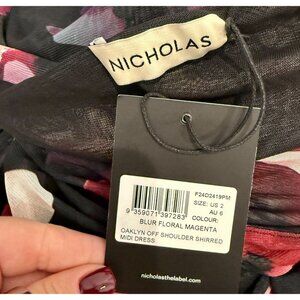 NICHOLAS
F24D2419PM
SIZE: US 2
AU 6
9 359071 397283
COLOUR:
BLUR FLORAL MAGENTA
OAKLYN OFF SHOULDER SHIRRED
MIDI DRESS
nicholasthelabel.com